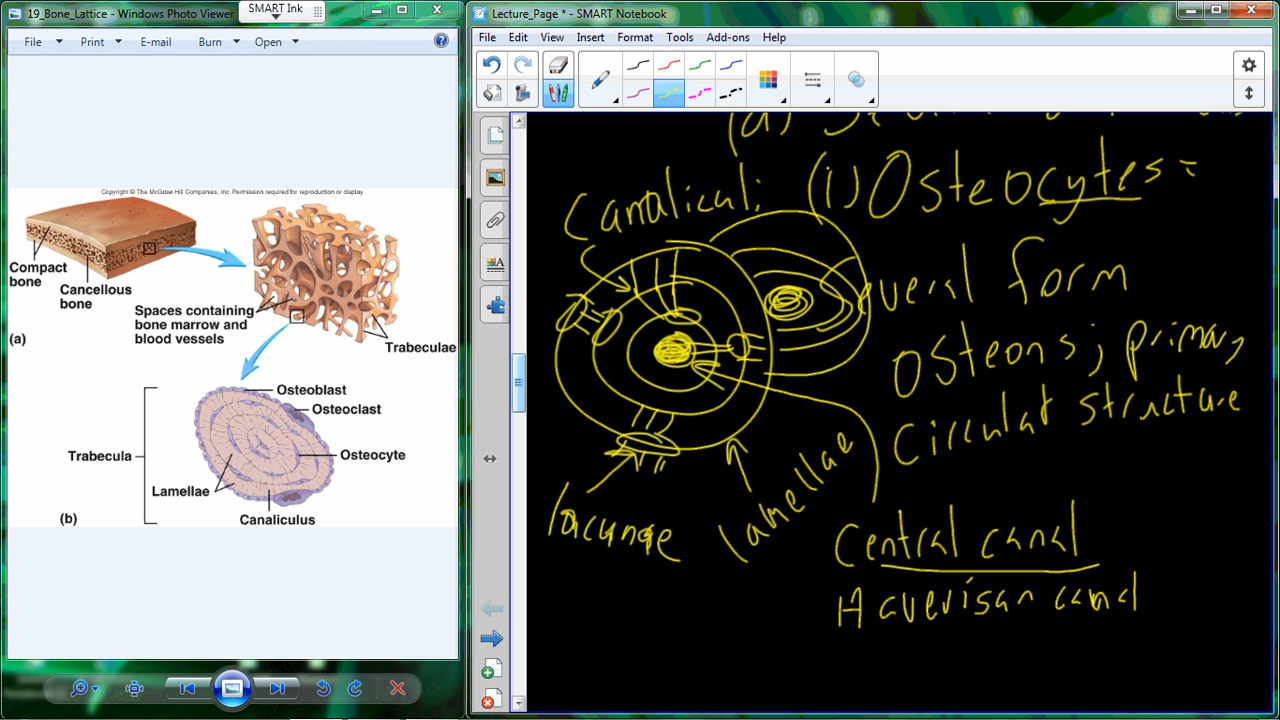 19_Bone_Lattice - Windows Photo Viewer
SMART Ink
File Print E-mail Burn Open
Copyright © The McGraw-Hill Companies, Inc. Permission required for reproduction or display.
Compact bone
Cancellous bone
Spaces containing bone marrow and blood vessels
Trabeculae
(a)
Osteoblast
Osteoclast
Trabecula
Osteocyte
Lamellae
Canaliculus
(b)
Lecture_Page * - SMART Notebook
File Edit View Insert Format Tools Add-ons Help
Canalicul:
(i) Osteocytes =
everal form
Osteons; primary
Circular structure
lacunae
lamellae
Central canal
Haverisan canal